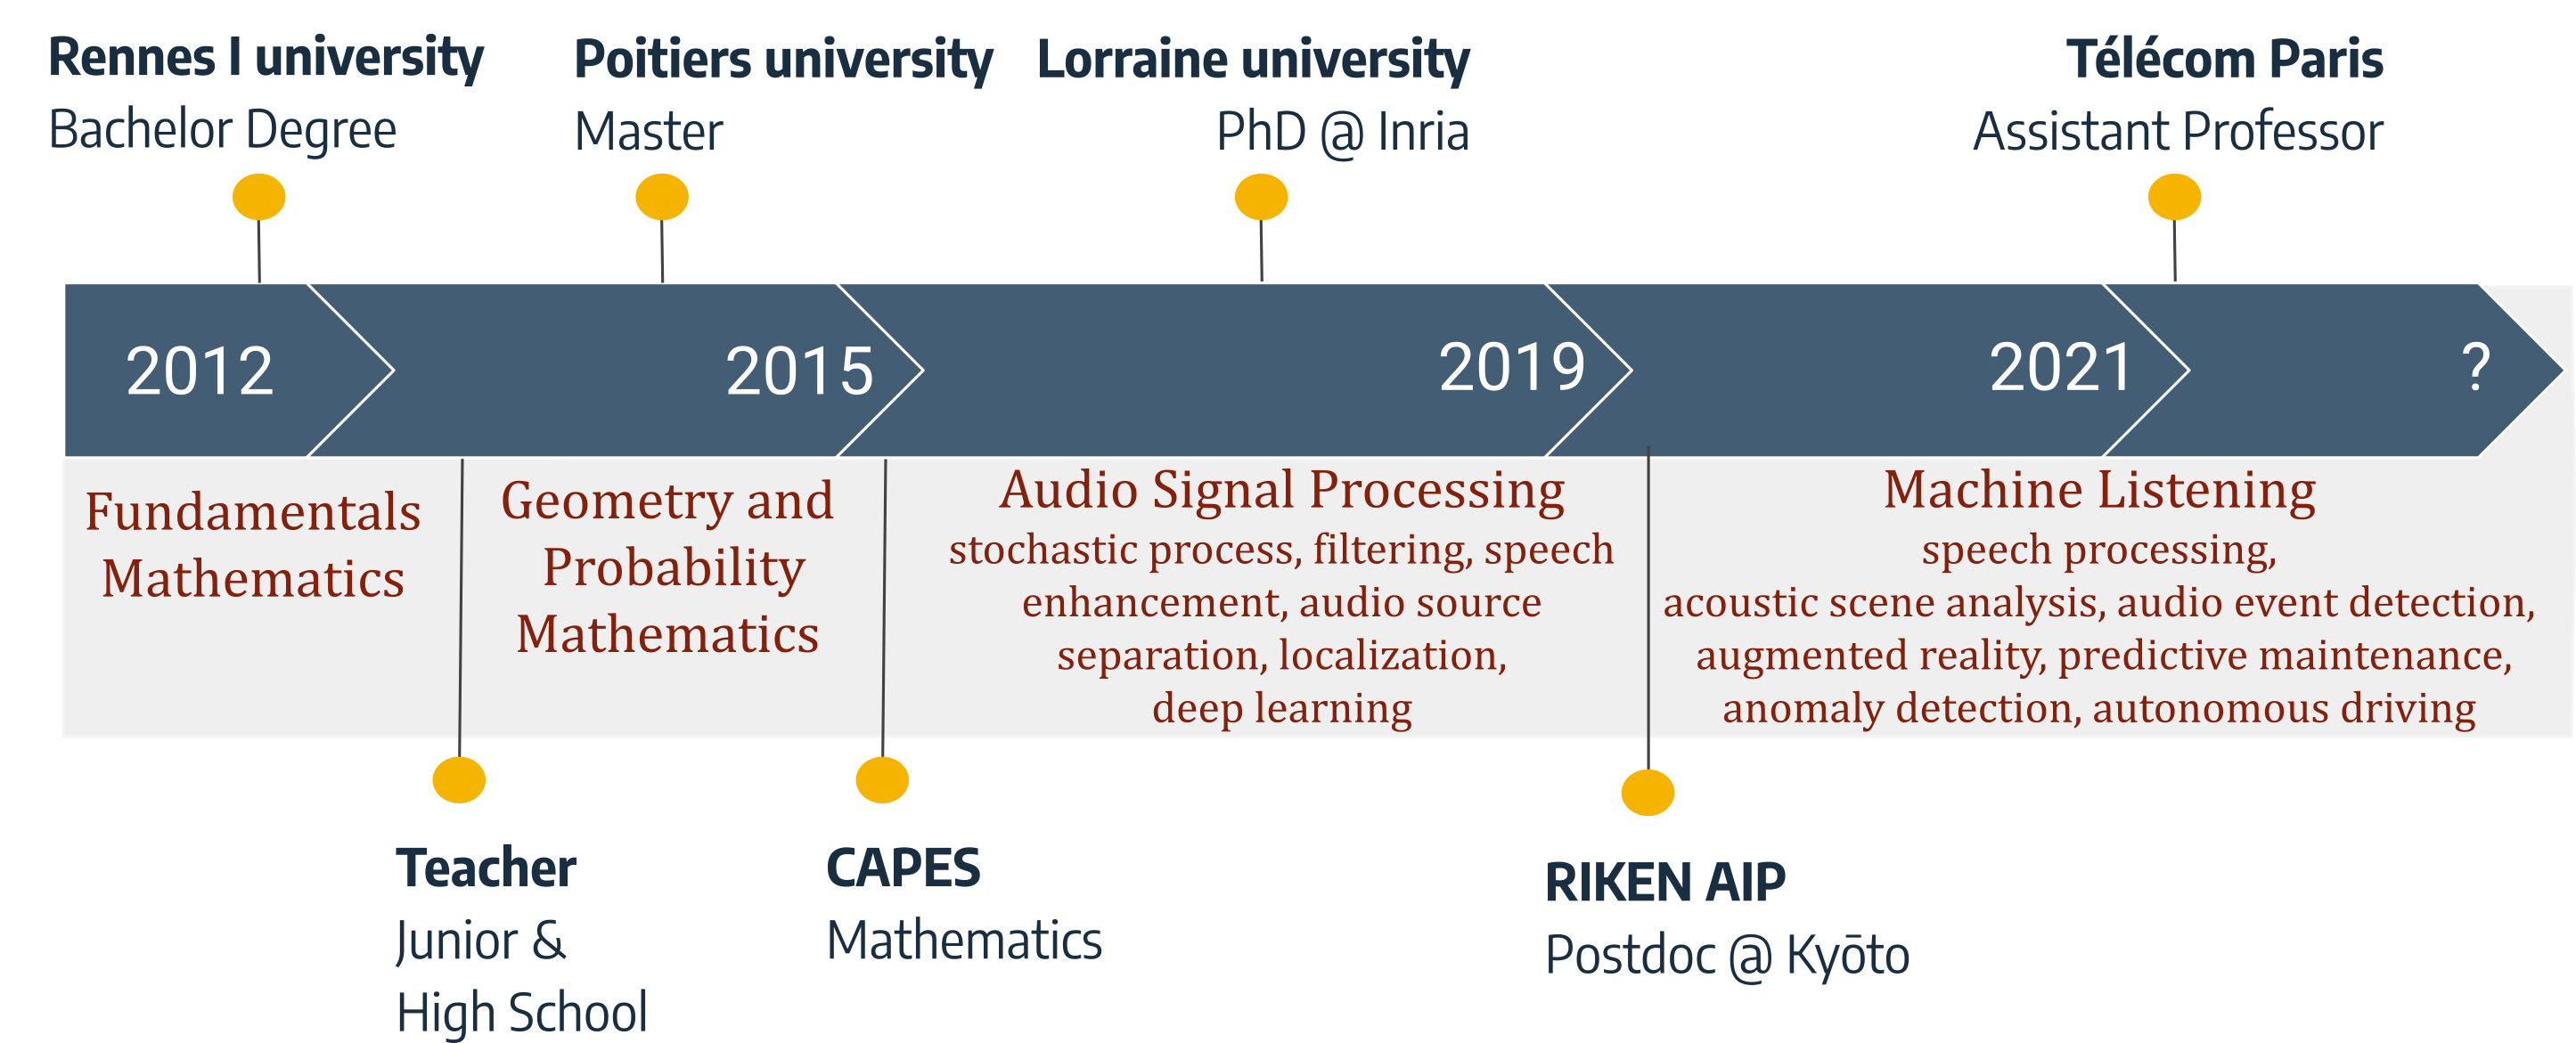 Rennes I university
Bachelor Degree
Poitiers university
Master
Lorraine university
PhD @ Inria
Télécom Paris
Assistant Professor
2012
2015
2019
2021
?
Fundamentals
Mathematics
Geometry and
Probability
Mathematics
Audio Signal Processing
stochastic process, filtering, speech
enhancement, audio source
separation, localization,
deep learning
Machine Listening
speech processing,
acoustic scene analysis, audio event detection,
augmented reality, predictive maintenance,
anomaly detection, autonomous driving
Teacher
Junior &
High School
CAPES
Mathematics
RIKEN AIP
Postdoc @ Kyōto